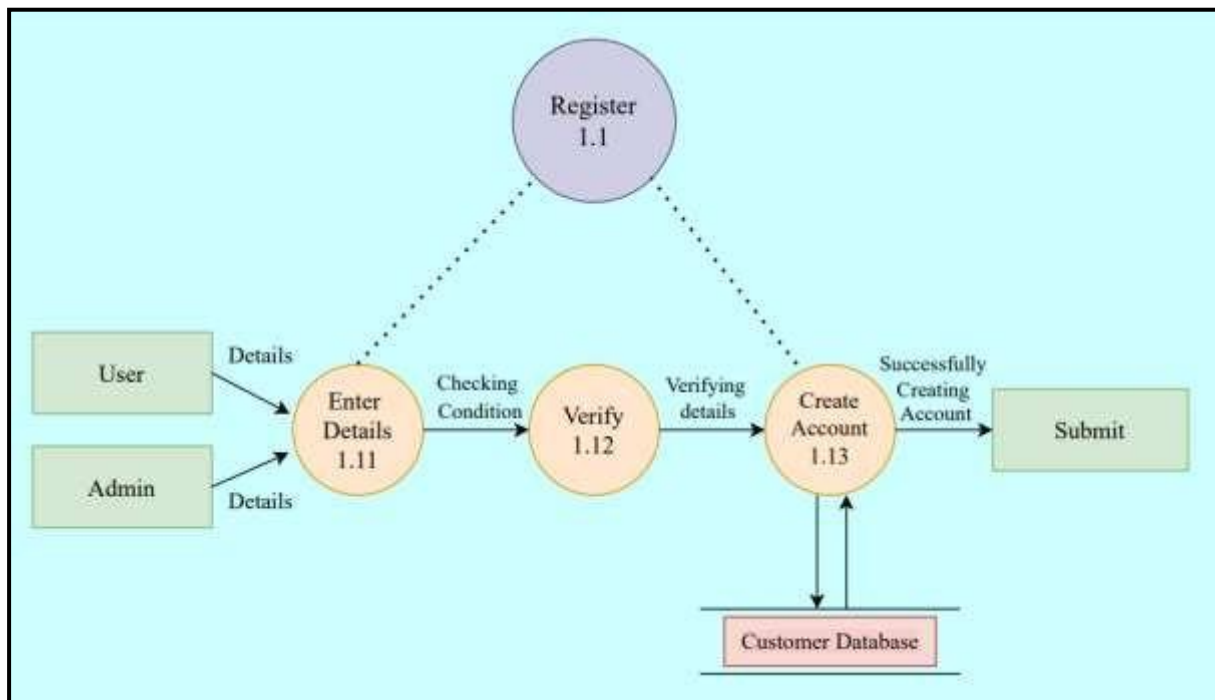 Register
1.1
User
Details
Admin
Details
Enter
Details
1.11
Checking
Condition
Verify
1.12
Verifying
details
Create
Account
1.13
Successfully
Creating
Account
Submit
Customer Database